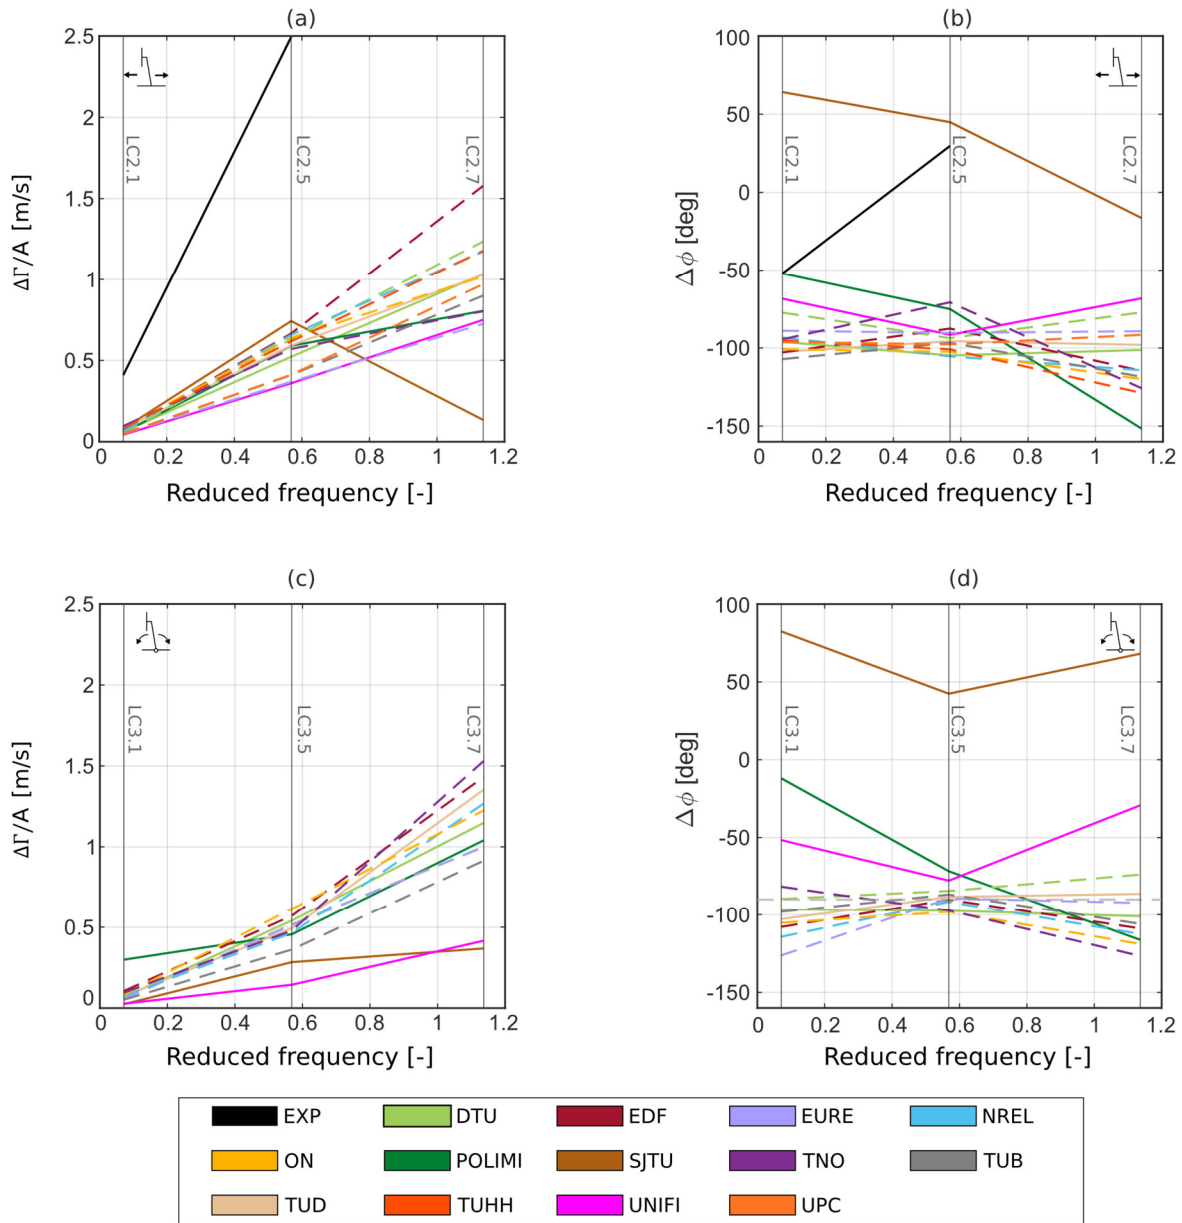 (a)
2.5
2
1.5
1
0.5
0
ΔΓ/A [m/s]
LC2.1
LC2.5
LC2.7
0 0.2 0.4 0.6 0.8 1 1.2
Reduced frequency [-]
(b)
100
50
0
-50
-100
-150
Δϕ [deg]
LC2.1
LC2.5
LC2.7
0 0.2 0.4 0.6 0.8 1 1.2
Reduced frequency [-]
(c)
2.5
2
1.5
1
0.5
0
ΔΓ/A [m/s]
LC3.1
LC3.5
LC3.7
0 0.2 0.4 0.6 0.8 1 1.2
Reduced frequency [-]
(d)
100
50
0
-50
-100
-150
Δϕ [deg]
LC3.1
LC3.5
LC3.7
0 0.2 0.4 0.6 0.8 1 1.2
Reduced frequency [-]
EXP DTU EDF EURE NREL
ON POLIMI SJTU TNO TUB
TUD TUHH UNIFI UPC